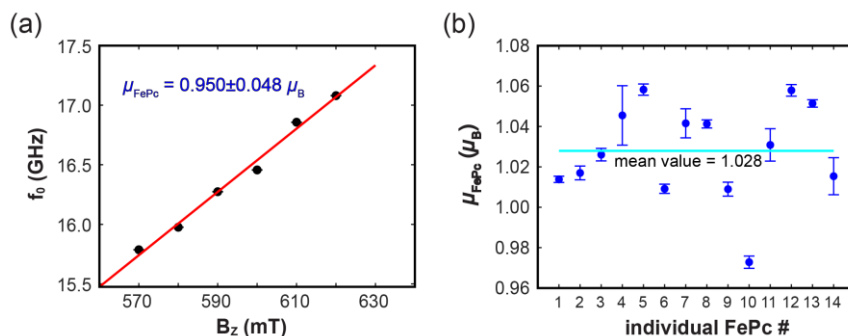 (a)
17.5
17.0
16.5
16.0
15.5
f₀ (GHz)
μFePc = 0.950±0.048 μB
570 590 610 630
BZ (mT)
(b)
1.08
1.06
1.04
1.02
1.00
0.98
0.96
μFePc (μB)
mean value = 1.028
1 2 3 4 5 6 7 8 9 10 11 12 13 14
individual FePc #